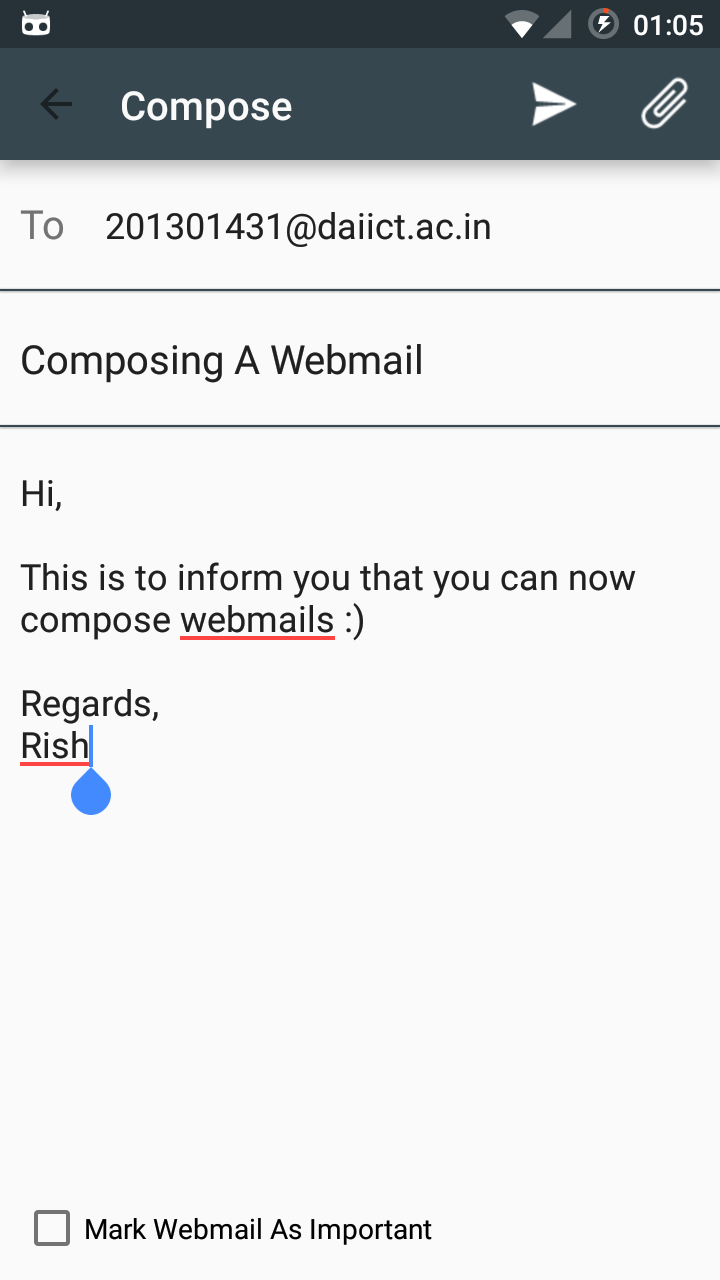 01:05
Compose
To 201301431@daiict.ac.in
Composing A Webmail
Hi,
This is to inform you that you can now
compose webmails :)
Regards,
Rish
Mark Webmail As Important